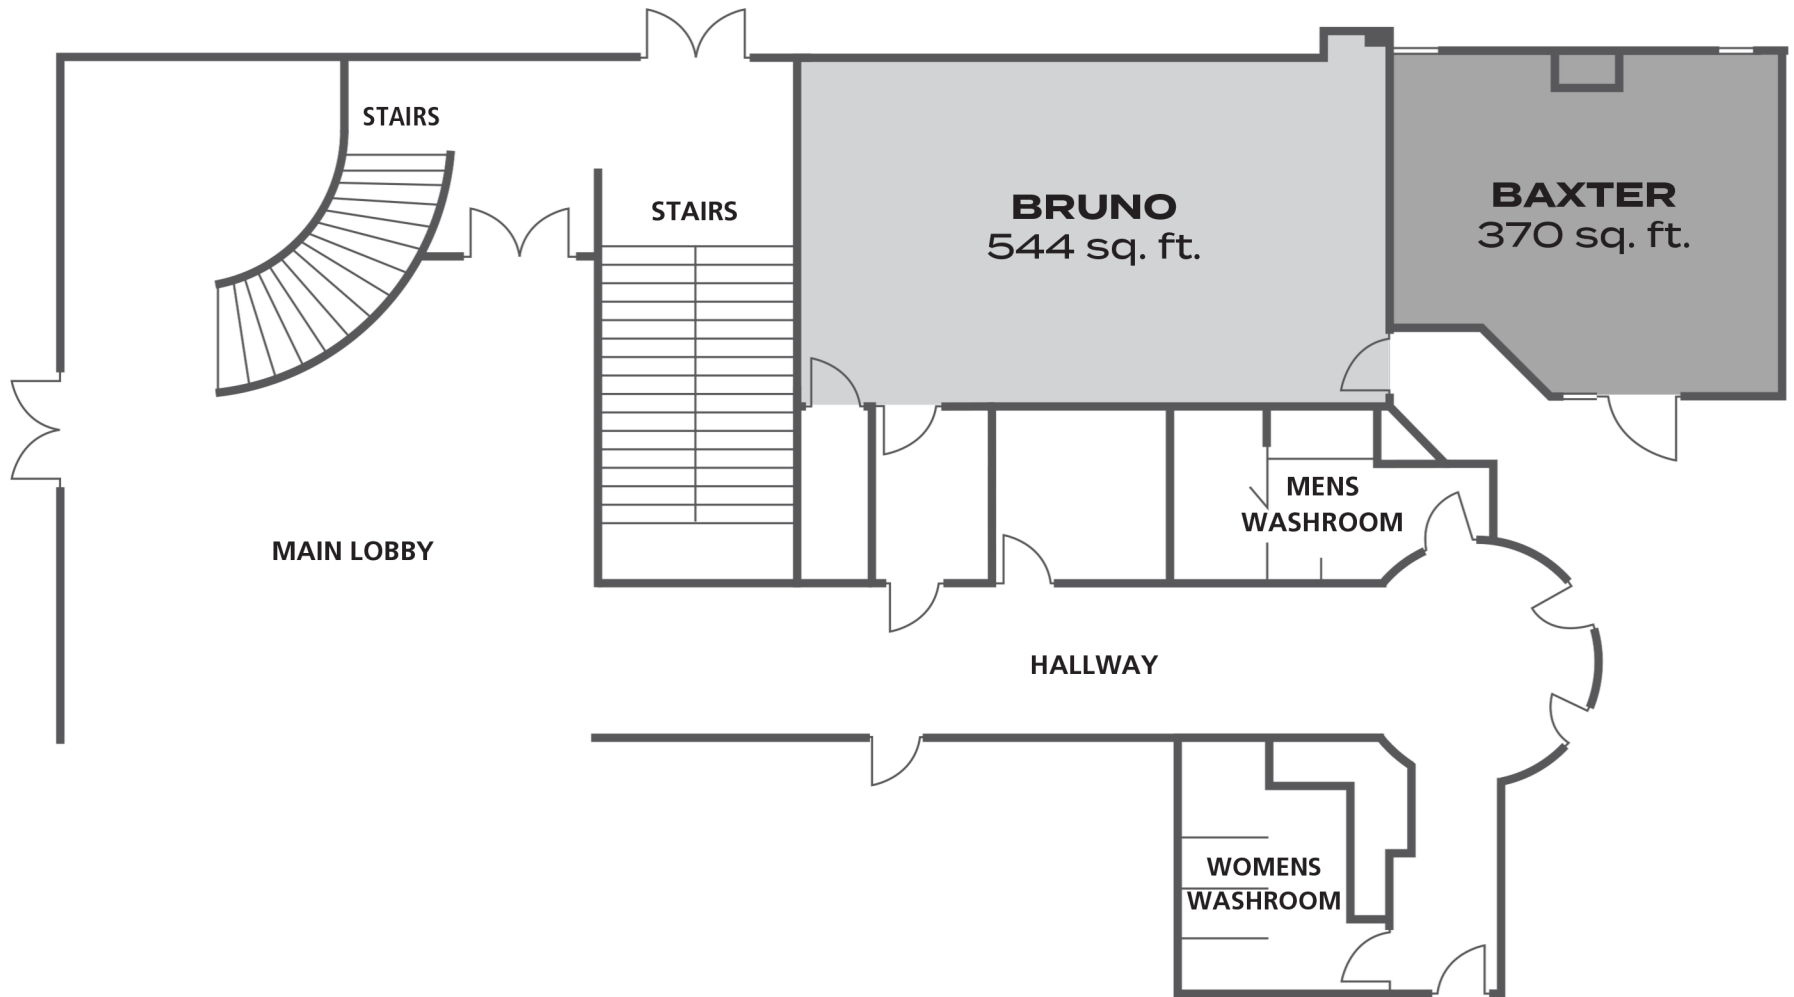 STAIRS
STAIRS
BRUNO
544 sq. ft.
BAXTER
370 sq. ft.
MENS
WASHROOM
MAIN LOBBY
HALLWAY
WOMENS
WASHROOM